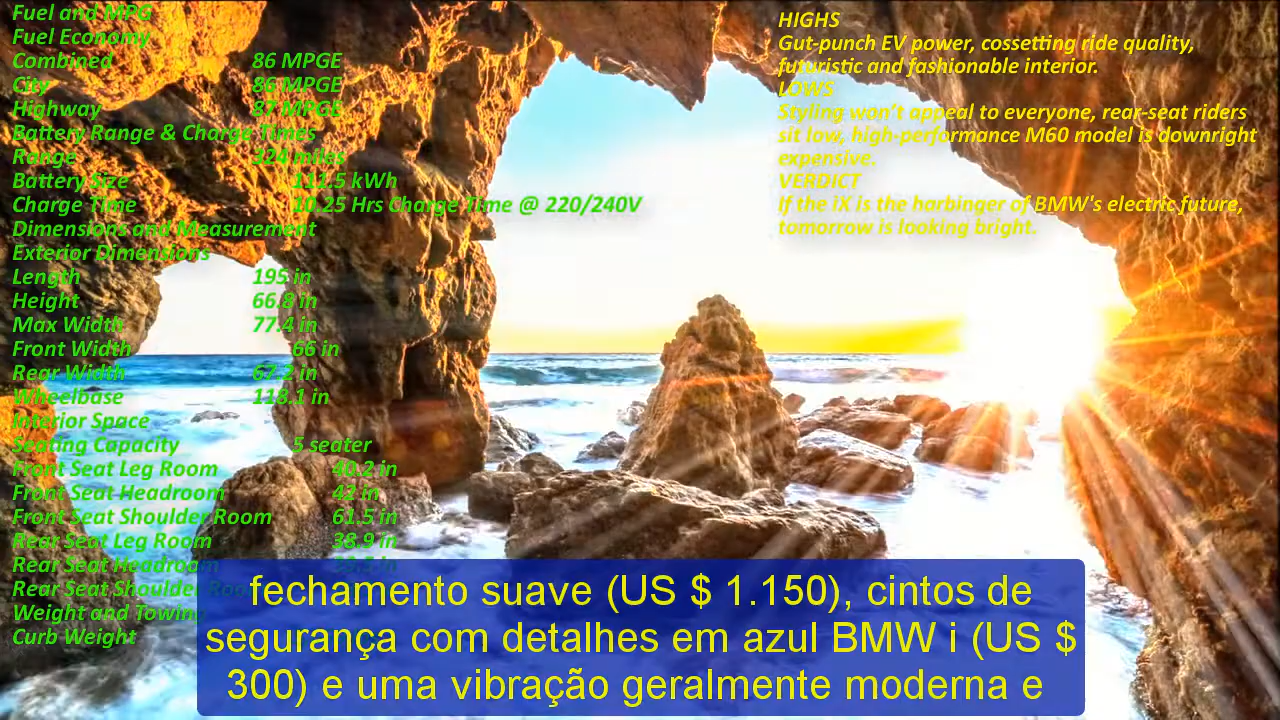 Fuel and MPG
Fuel Economy
Combined 86 MPGE
City 86 MPGE
Highway 87 MPGE
Battery Range & Charge Times
Range 324 miles
Battery Size 111.5 kWh
Charge Time 10.25 Hrs Charge Time @ 220/240V
Dimensions and Measurement
Exterior Dimensions
Length 195 in
Height 66.8 in
Max Width 77.4 in
Front Width 66 in
Rear Width 67.2 in
Wheelbase 118.1 in
Interior Space
Seating Capacity 5 seater
Front Seat Leg Room 40.2 in
Front Seat Headroom 42 in
Front Seat Shoulder Room 61.5 in
Rear Seat Leg Room 38.9 in
Rear Seat Headroom
Rear Seat Shoulder Room
Weight and Towing
Curb Weight
HIGHS
Gut-punch EV power, cossetting ride quality,
futuristic and fashionable interior.
LOWS
Styling won't appeal to everyone, rear-seat riders
sit low, high-performance M60 model is downright
expensive.
VERDICT
If the iX is the harbinger of BMW's electric future,
tomorrow is looking bright.
fechamento suave (US $ 1.150), cintos de
segurança com detalhes em azul BMW i (US $
300) e uma vibração geralmente moderna e